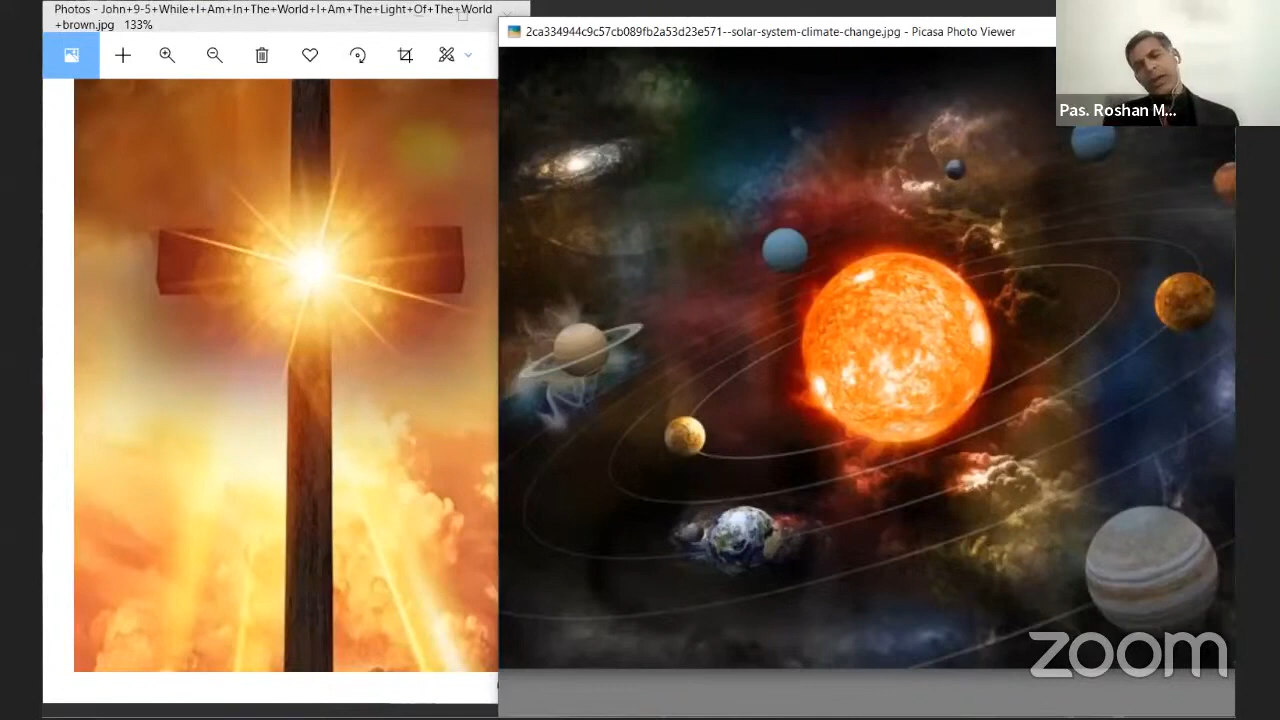 Photos - John+9-5+While+I+Am+In+The+World+I+Am+The+Light+Of+The+World
+brown.jpg 133%
2ca334944c9c57cb089fb2a53d23e571--solar-system-climate-change.jpg - Picasa Photo Viewer
Pas. Roshan M...
zoom